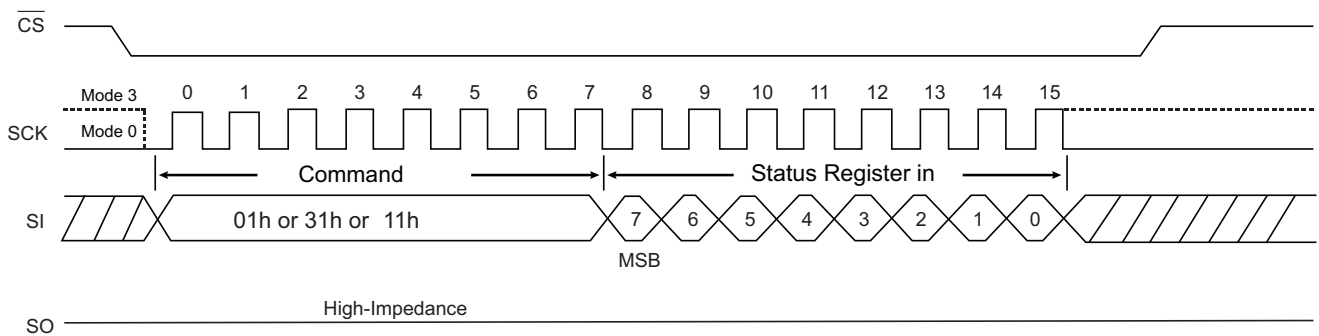 CS
Mode 3 0 1 2 3 4 5 6 7 8 9 10 11 12 13 14 15
SCK Mode 0
Command Status Register in
SI 01h or 31h or 11h 7 6 5 4 3 2 1 0
MSB
High-Impedance
SO